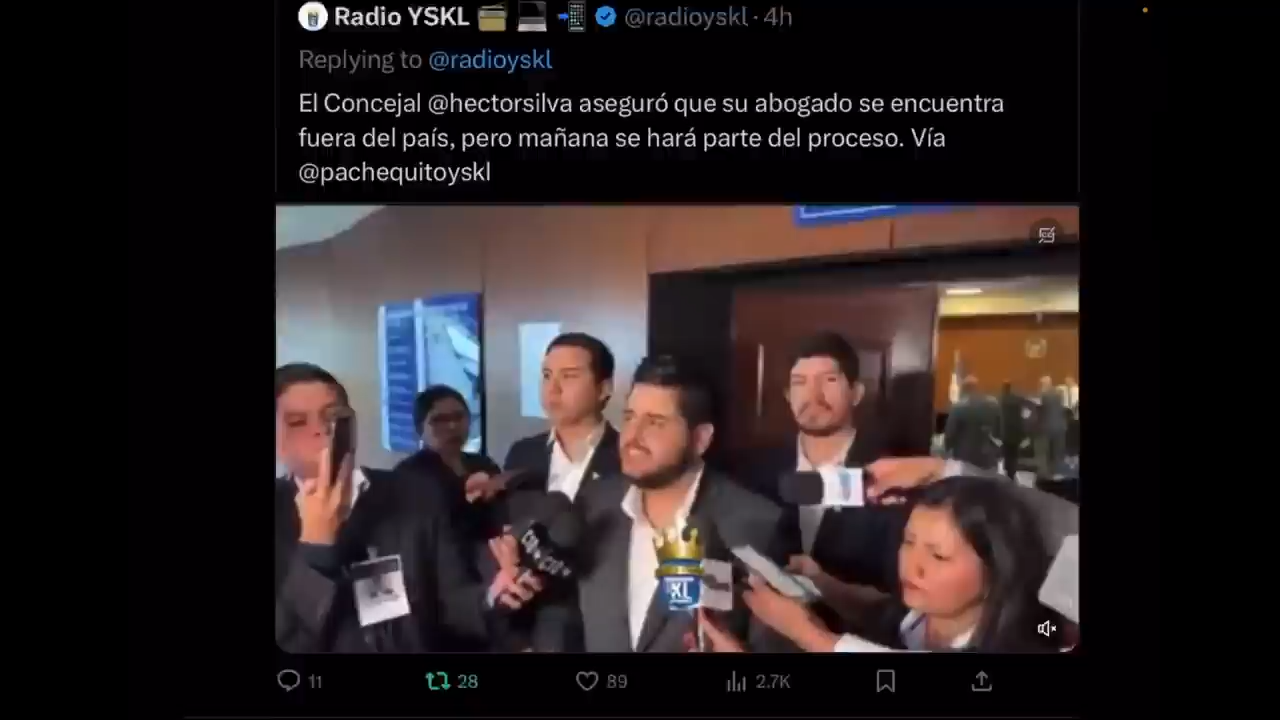 Radio YSKL @radioyskl · 4h
Replying to @radioyskl
El Concejal @hectorsilva aseguró que su abogado se encuentra
fuera del país, pero mañana se hará parte del proceso. Vía
@pachequitoyskl
KL
11 28 89 2.7K